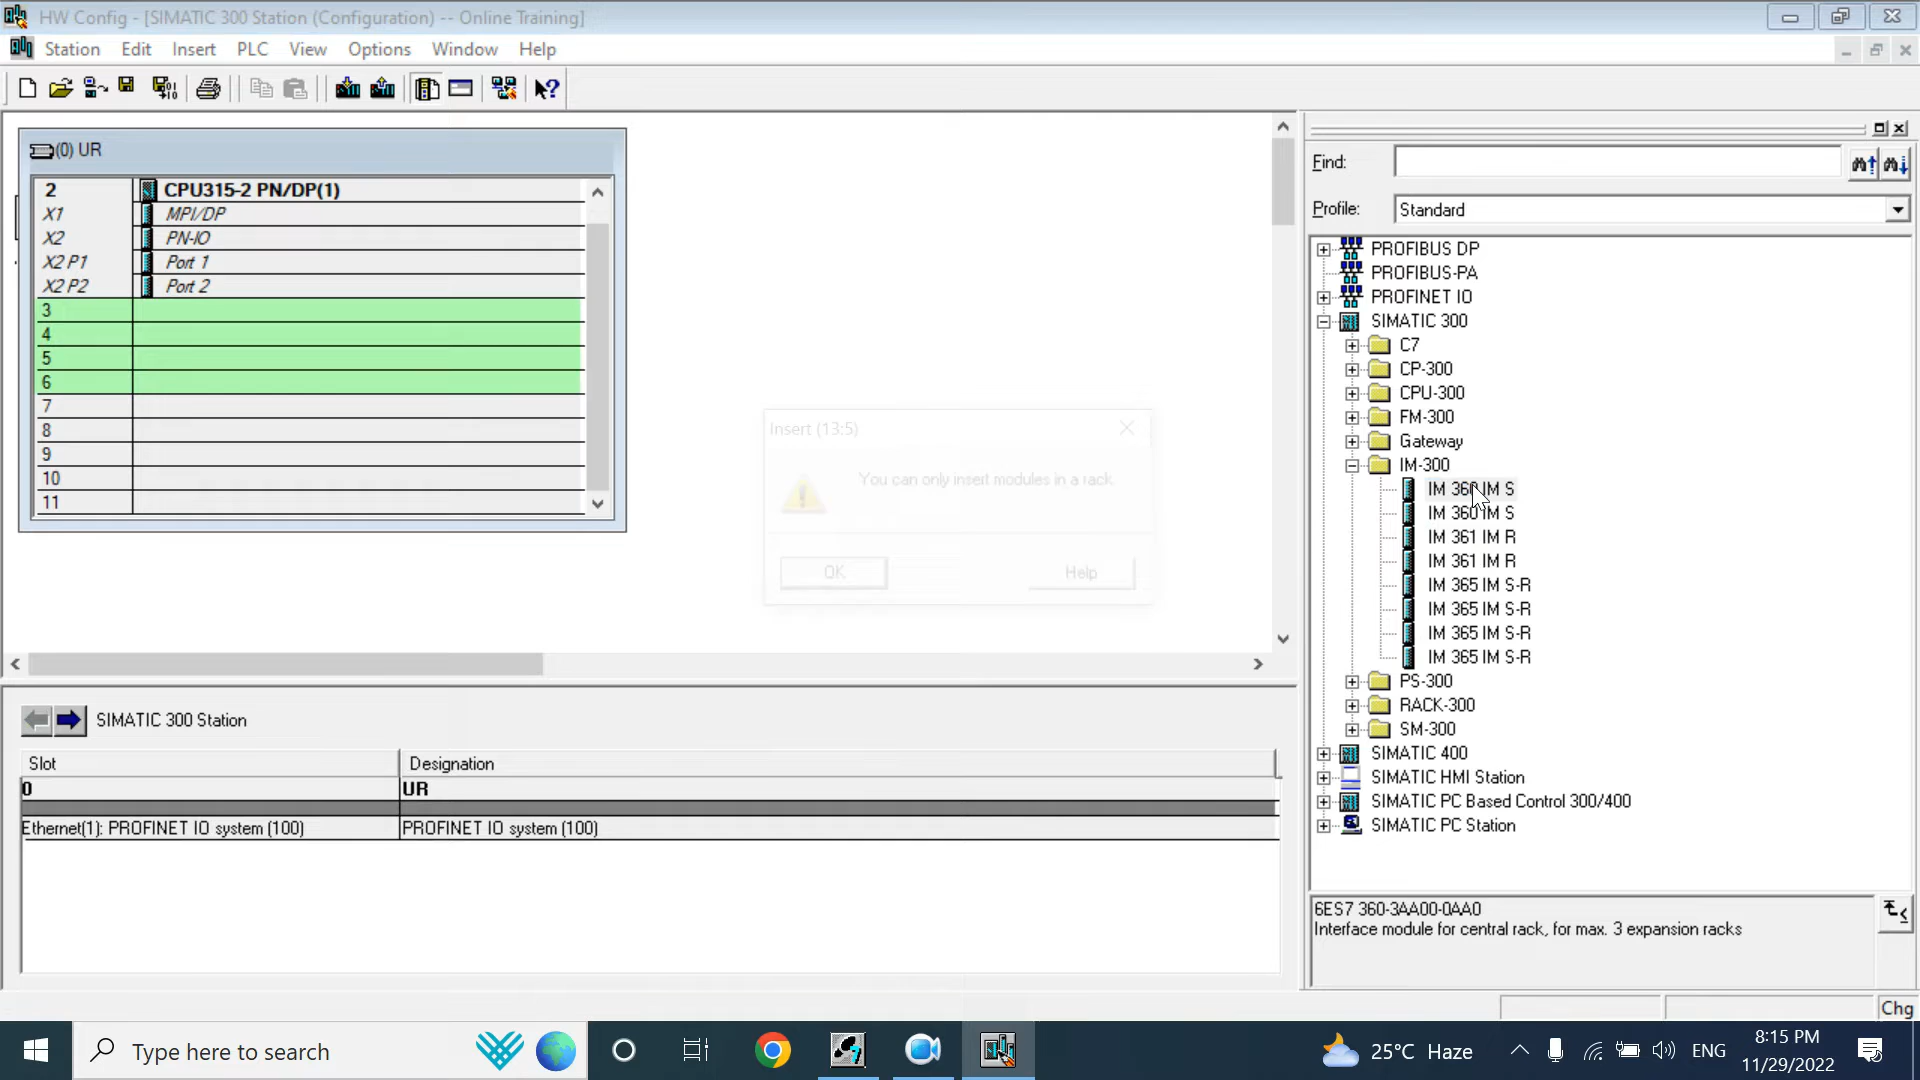 HW Config - [SIMATIC 300 Station (Configuration) -- Online Training]
Station Edit Insert PLC View Options Window Help
(0) UR
2 CPU315-2 PN/DP(1)
X1 MPI/DP
X2 PN-IO
X2 P1 Port 1
X2 P2 Port 2
3
4
5
6
7
8
9
10
11
Insert (13:5)
You can only insert modules in a rack.
OK Help
SIMATIC 300 Station
Slot Designation
0 UR
Ethernet(1): PROFINET IO system (100) PROFINET IO system (100)
Find:
Profile: Standard
PROFIBUS DP
PROFIBUS-PA
PROFINET IO
SIMATIC 300
C7
CP-300
CPU-300
FM-300
Gateway
IM-300
IM 360 IM S
IM 360 IM S
IM 361 IM R
IM 361 IM R
IM 365 IM S-R
IM 365 IM S-R
IM 365 IM S-R
IM 365 IM S-R
PS-300
RACK-300
SM-300
SIMATIC 400
SIMATIC HMI Station
SIMATIC PC Based Control 300/400
SIMATIC PC Station
6ES7 360-3AA00-0AA0
Interface module for central rack, for max. 3 expansion racks
Chg
Type here to search
25°C Haze
ENG
8:15 PM
11/29/2022